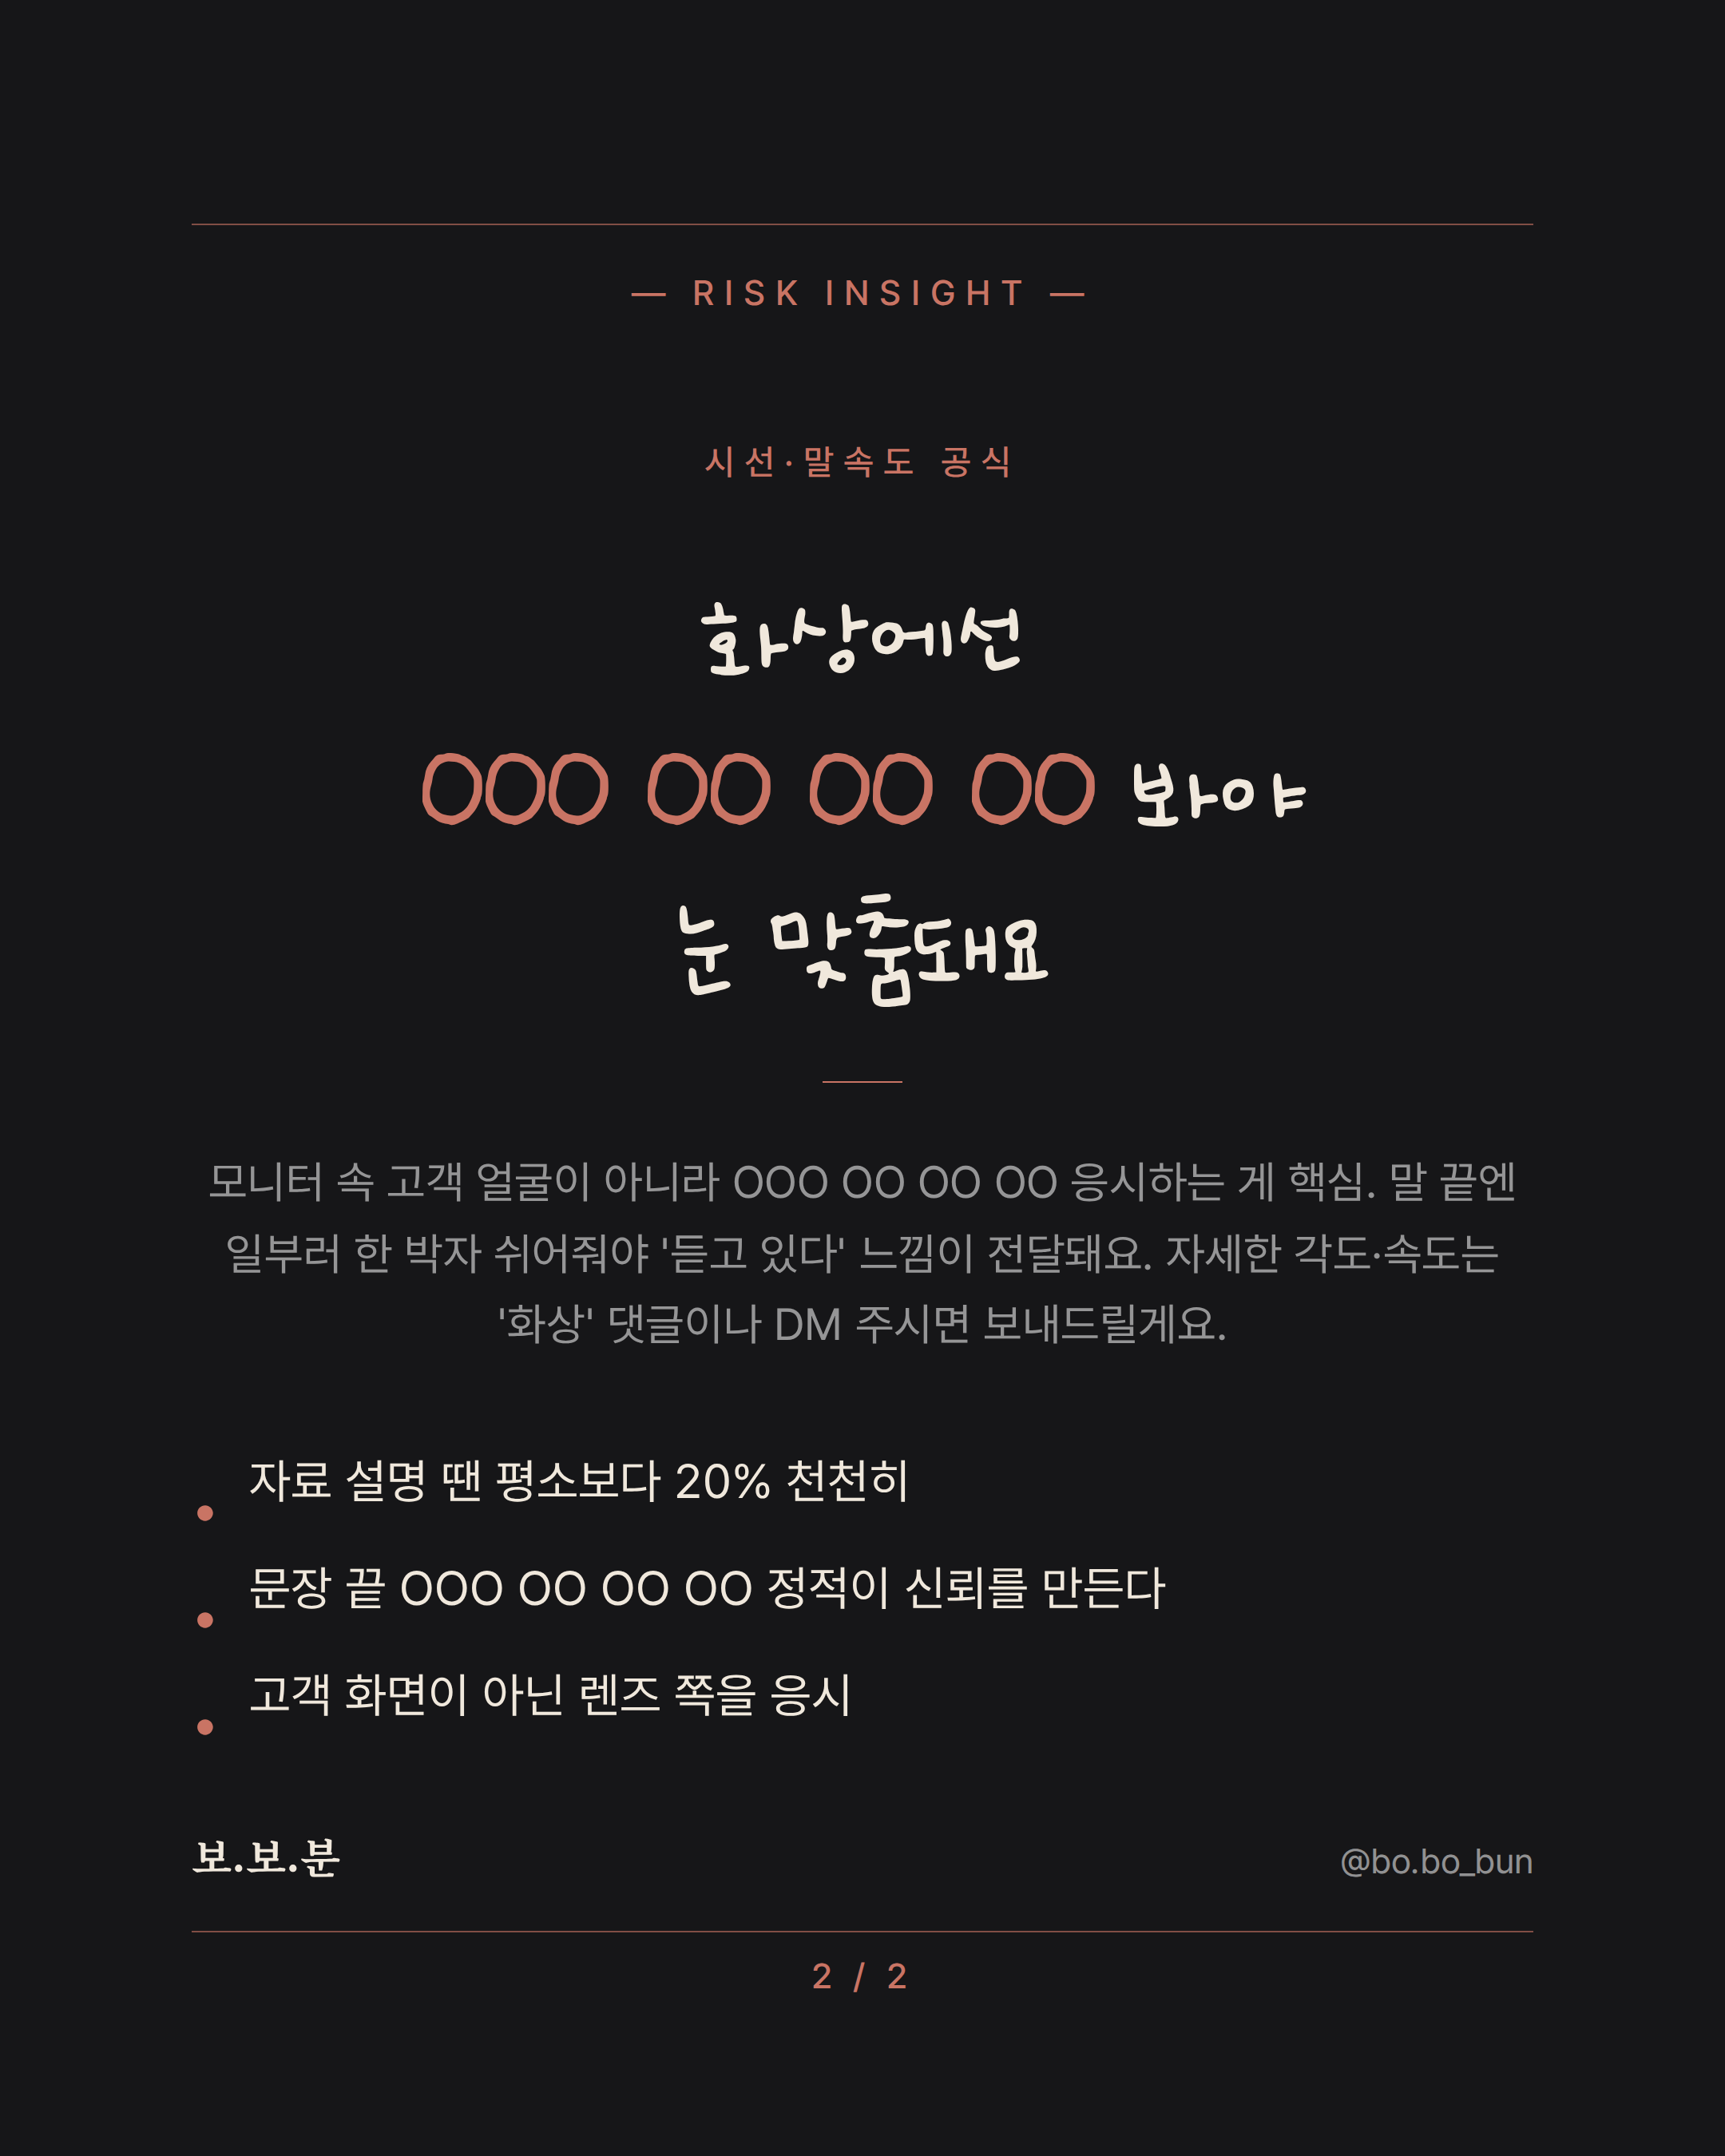 — RISK INSIGHT —
시선·말속도 공식
화상에선
OOO OO OO OO 봐야
눈 맞춤돼요
모니터 속 고객 얼굴이 아니라 OOO OO OO OO 응시하는 게 핵심. 말 끝엔
일부러 한 박자 쉬어줘야 '듣고 있다' 느낌이 전달돼요. 자세한 각도·속도는
'화상' 댓글이나 DM 주시면 보내드릴게요.
• 자료 설명 땐 평소보다 20% 천천히
• 문장 끝 OOO OO OO OO 정적이 신뢰를 만든다
• 고객 화면이 아닌 렌즈 쪽을 응시
보.보.분
@bo.bo_bun
2 / 2